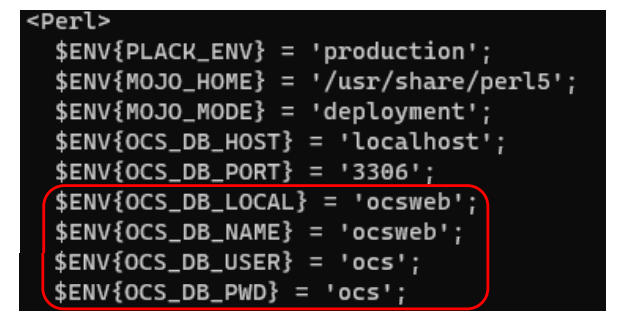 <Perl>
$ENV{PLACK_ENV} = 'production';
$ENV{MOJO_HOME} = '/usr/share/perl5';
$ENV{MOJO_MODE} = 'deployment';
$ENV{OCS_DB_HOST} = 'localhost';
$ENV{OCS_DB_PORT} = '3306';
$ENV{OCS_DB_LOCAL} = 'ocsweb';
$ENV{OCS_DB_NAME} = 'ocsweb';
$ENV{OCS_DB_USER} = 'ocs';
$ENV{OCS_DB_PWD} = 'ocs';